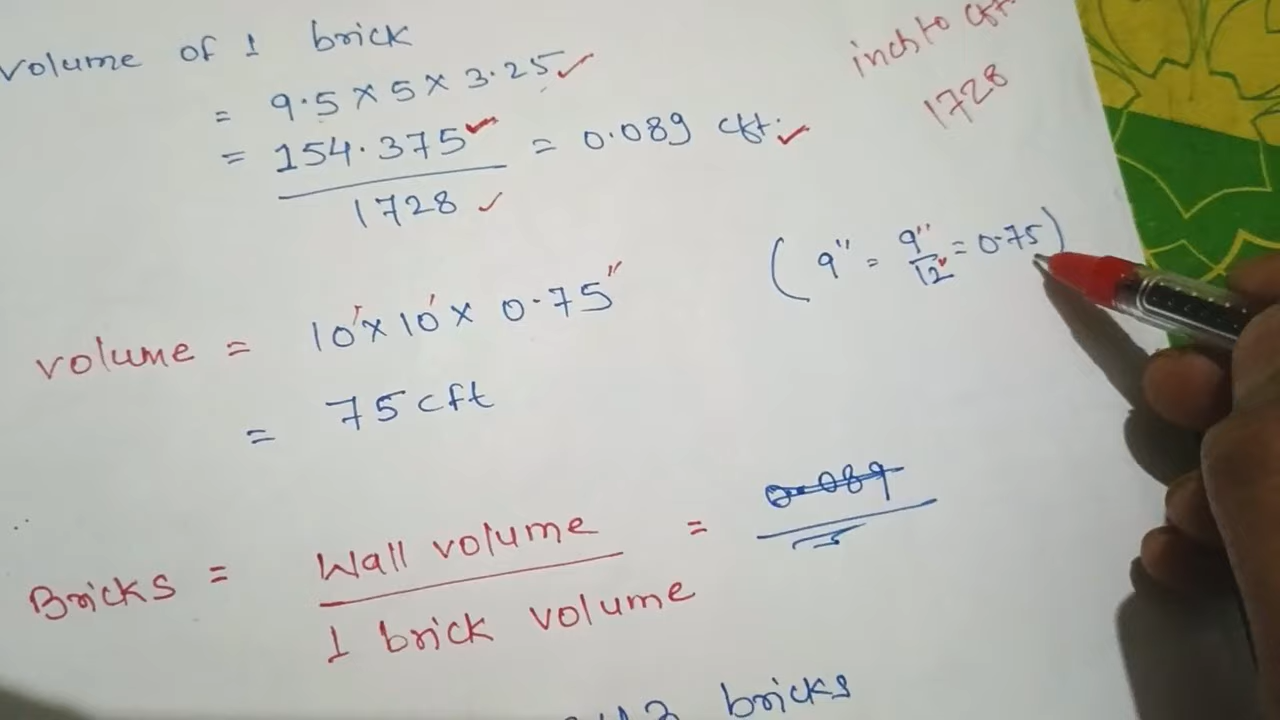 volume of 1 brick
= 9.5 × 5 × 3.25 ✓
= 154.375 ✓ = 0.089 cft. ✓
1728 ✓
inch to cft
1728
( 9" = 9"/12 = 0.75 )
volume = 10' × 10' × 0.75"
= 75 cft
Bricks = Wall volume =
1 brick volume
bricks